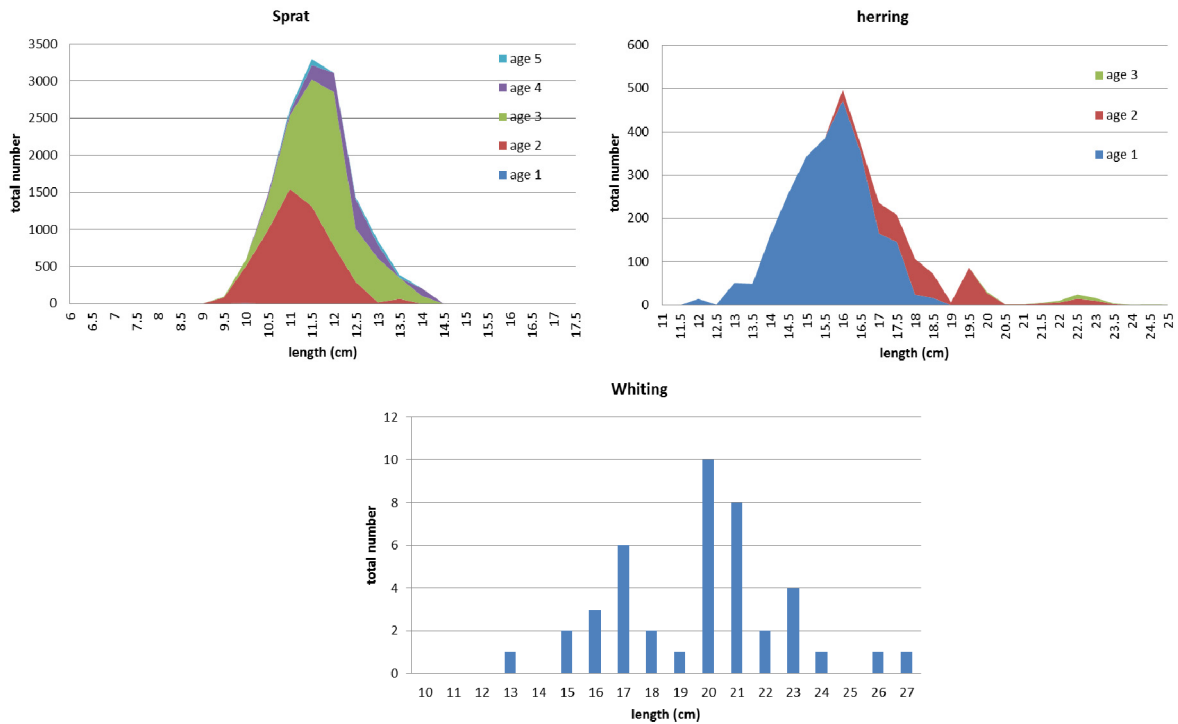 Sprat
3500
3000
2500
2000
1500
1000
500
0
total number
age 5
age 4
age 3
age 2
age 1
6 6.5 7 7.5 8 8.5 9 9.5 10 10.5 11 11.5 12 12.5 13 13.5 14 14.5 15 15.5 16 16.5 17 17.5
length (cm)
herring
600
500
400
300
200
100
0
total number
age 3
age 2
age 1
11 11.5 12 12.5 13 13.5 14 14.5 15 15.5 16 16.5 17 17.5 18 18.5 19 19.5 20 20.5 21 21.5 22 22.5 23 23.5 24 24.5 25
length (cm)
Whiting
12
10
8
6
4
2
0
total number
10 11 12 13 14 15 16 17 18 19 20 21 22 23 24 25 26 27
length (cm)